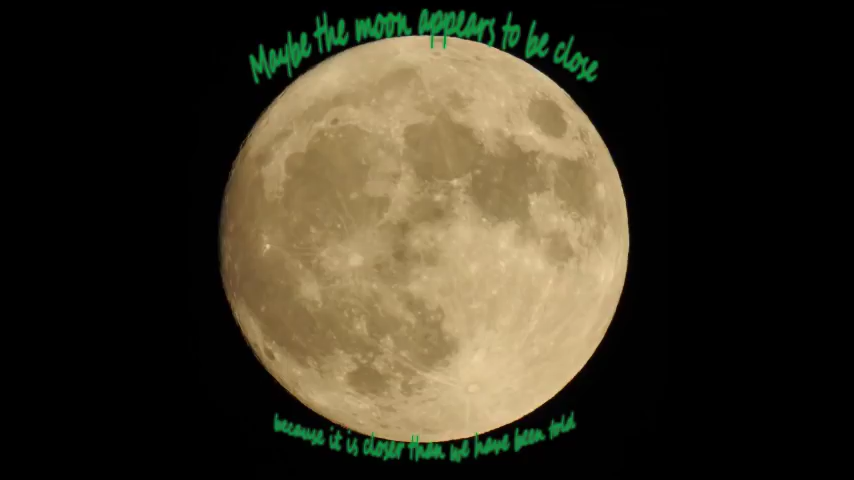 Maybe the moon appears to be close
because it is closer than we have been told